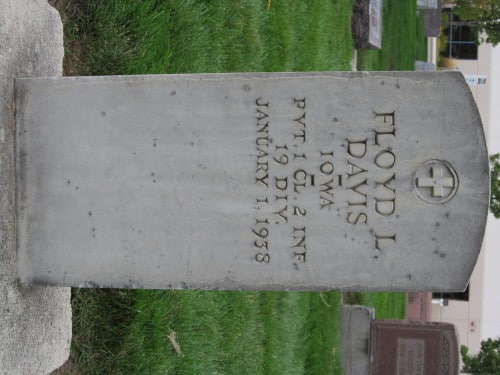 FLOYD L.
DAVIS
IOWA
PVT. 1 CL. 2 INF.
19 DIV.
JANUARY 1, 1938